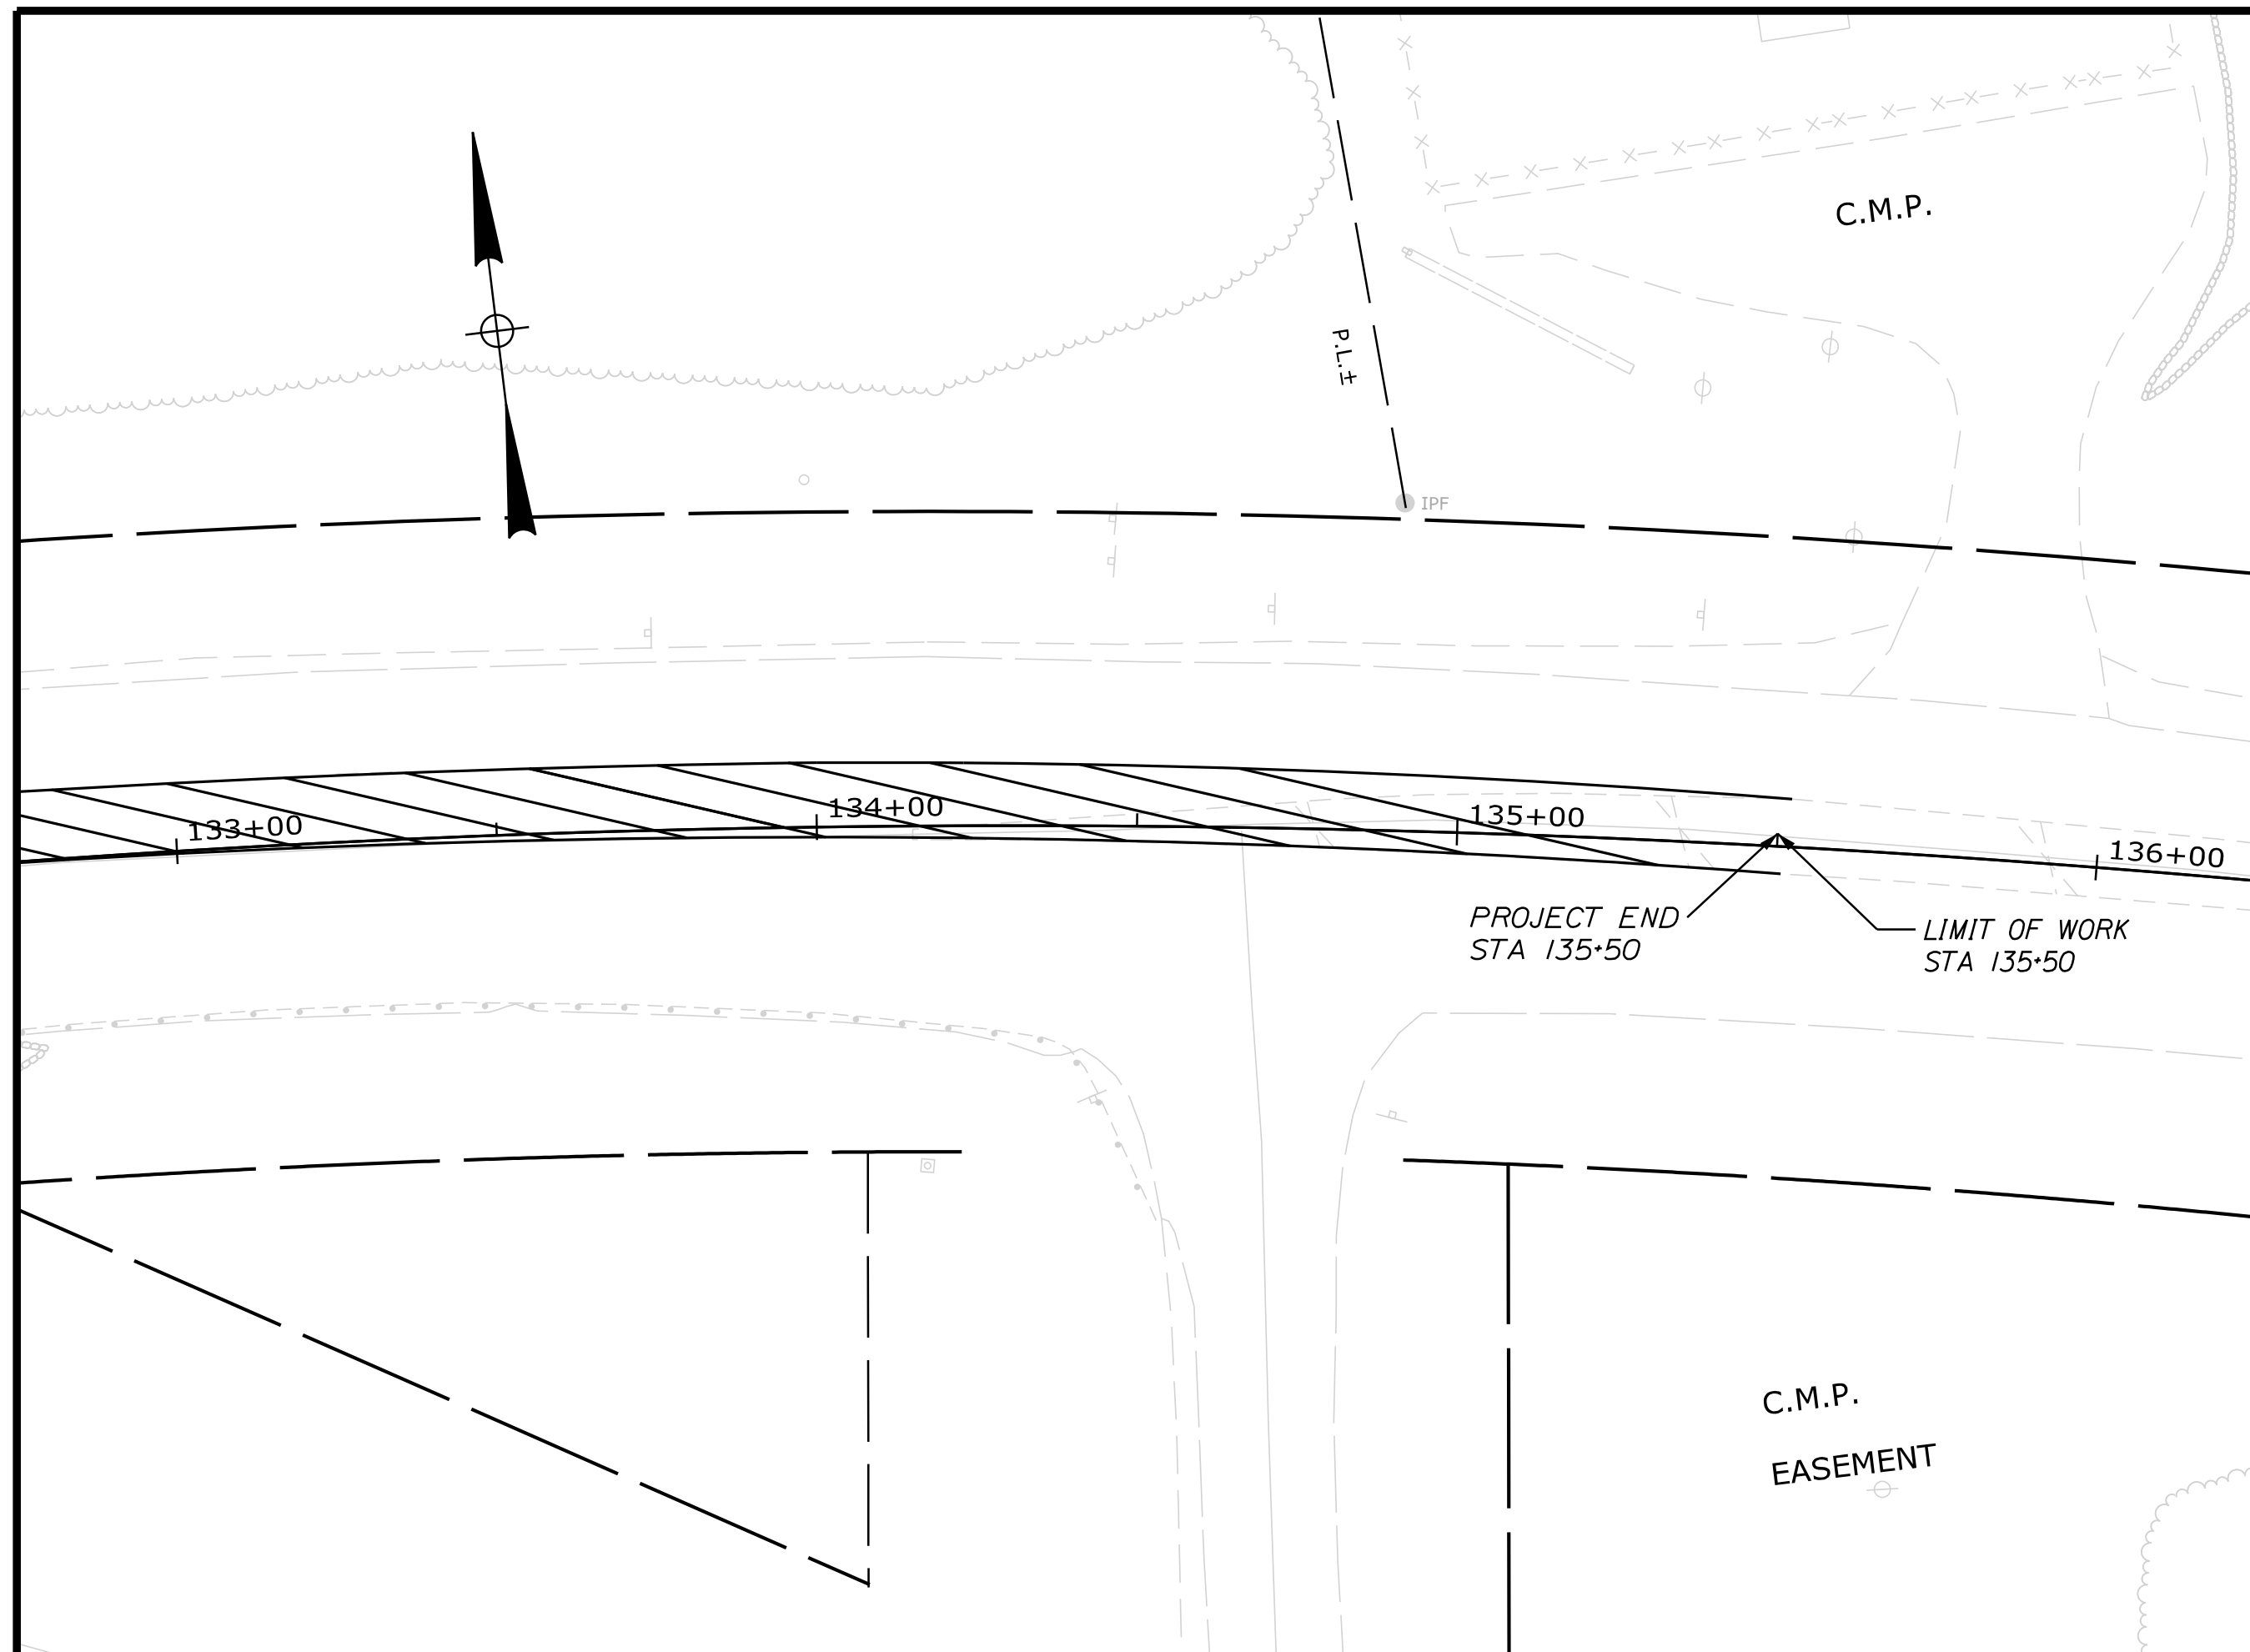 C.M.P.
P.L.±
IPF
133+00
134+00
135+00
136+00
PROJECT END
STA 135+50
LIMIT OF WORK
STA 135+50
C.M.P.
EASEMENT